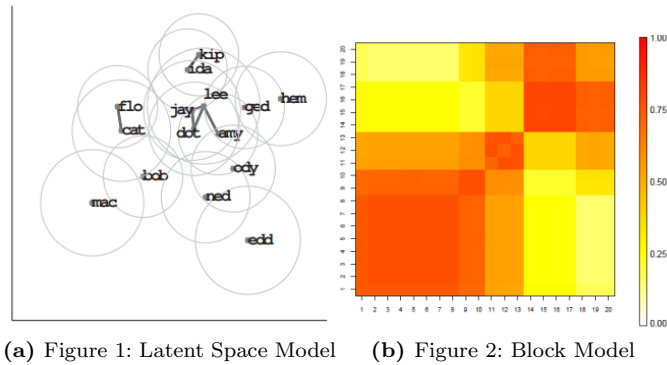 kip
ida
lee
jay
ged
hem
flo
cat
dot
amy
bob
ody
mac
ned
edd
20
19
18
17
16
15
14
13
12
11
10
9
8
7
6
5
4
3
2
1
1 2 3 4 5 6 7 8 9 10 11 12 13 14 15 16 17 18 19 20
1.00
0.75
0.50
0.25
0.00
(a) Figure 1: Latent Space Model
(b) Figure 2: Block Model